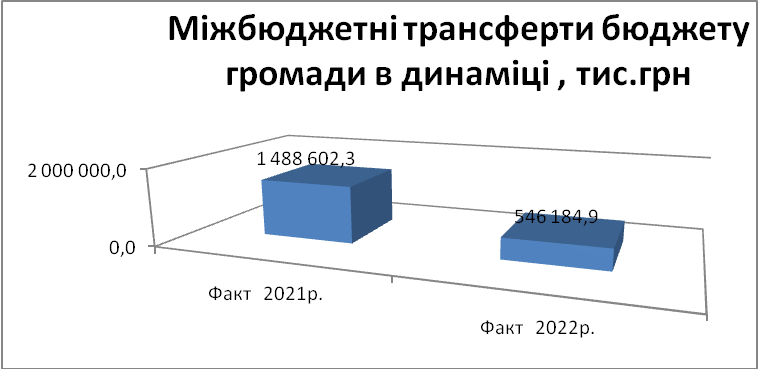 Міжбюджетні трансферти бюджету
громади в динаміці , тис.грн
1 488 602,3
2 000 000,0
546 184,9
0,0
Факт 2021р.
Факт 2022р.